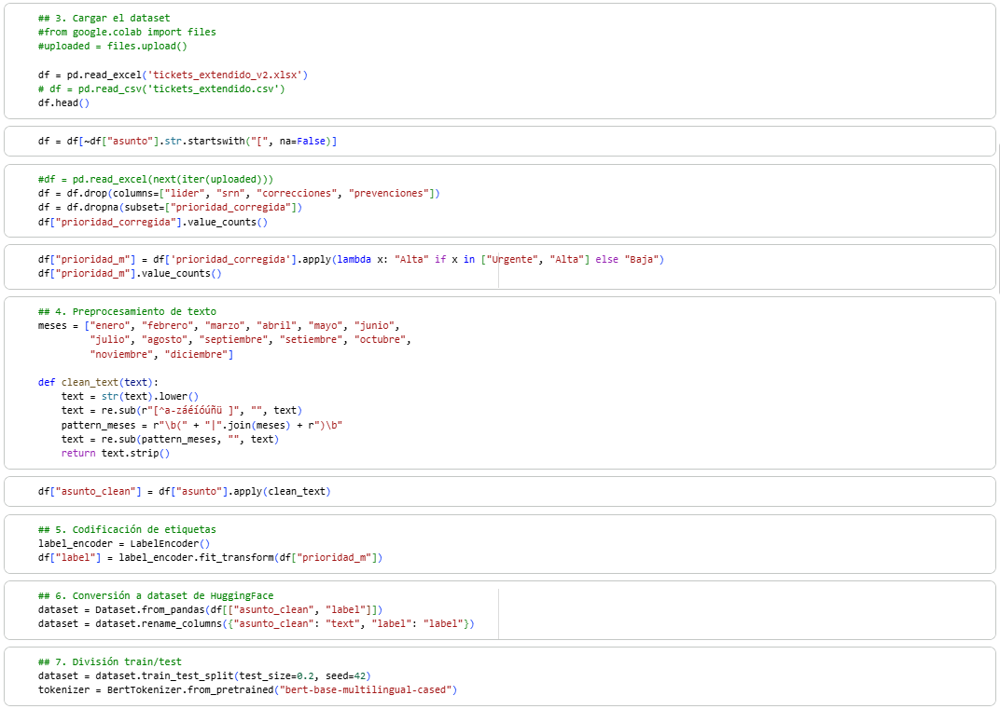 ## 3. Cargar el dataset
#from google.colab import files
#uploaded = files.upload()
df = pd.read_excel('tickets_extendido_v2.xlsx')
# df = pd.read_csv('tickets_extendido.csv')
df.head()
df = df[~df["asunto"].str.startswith("[", na=False)]
#df = pd.read_excel(next(iter(uploaded)))
df = df.drop(columns=["lider", "srn", "correcciones", "prevenciones"])
df = df.dropna(subset=["prioridad_corregida"])
df["prioridad_corregida"].value_counts()
df["prioridad_m"] = df['prioridad_corregida'].apply(lambda x: "Alta" if x in ["Urgente", "Alta"] else "Baja")
df["prioridad_m"].value_counts()
## 4. Preprocesamiento de texto
meses = ["enero", "febrero", "marzo", "abril", "mayo", "junio",
         "julio", "agosto", "septiembre", "setiembre", "octubre",
         "noviembre", "diciembre"]
def clean_text(text):
    text = str(text).lower()
    text = re.sub(r"[^a-záéíóúñü ]", "", text)
    pattern_meses = r"\b(" + "|".join(meses) + r")\b"
    text = re.sub(pattern_meses, "", text)
    return text.strip()
df["asunto_clean"] = df["asunto"].apply(clean_text)
## 5. Codificación de etiquetas
label_encoder = LabelEncoder()
df["label"] = label_encoder.fit_transform(df["prioridad_m"])
## 6. Conversión a dataset de HuggingFace
dataset = Dataset.from_pandas(df[["asunto_clean", "label"]])
dataset = dataset.rename_columns({"asunto_clean": "text", "label": "label"})
## 7. División train/test
dataset = dataset.train_test_split(test_size=0.2, seed=42)
tokenizer = BertTokenizer.from_pretrained("bert-base-multilingual-cased")